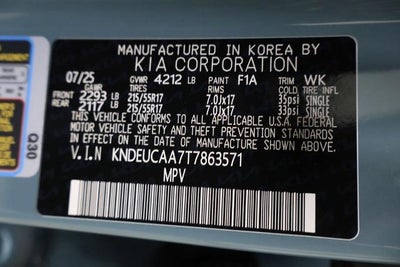 MANUFACTURED IN KOREA BY
KIA CORPORATION
07/25 GVWR 4212 LB PAINT F1A TRIM WK
FRONT 2293 LB 215/55R17 7.0Jx17 COLD TIRE INFL 35psi SINGLE
REAR 2117 LB 215/55R17 7.0Jx17 33psi SINGLE
THIS VEHICLE CONFORMS TO ALL APPLICABLE U.S.A. FEDERAL
MOTOR VEHICLE SAFETY AND THEFT PREVENTION STANDARDS
IN EFFECT ON THE DATE OF MANUFACTURE SHOWN ABOVE.
V.I.N KNDEUCAA7T7863571
MPV
Q30